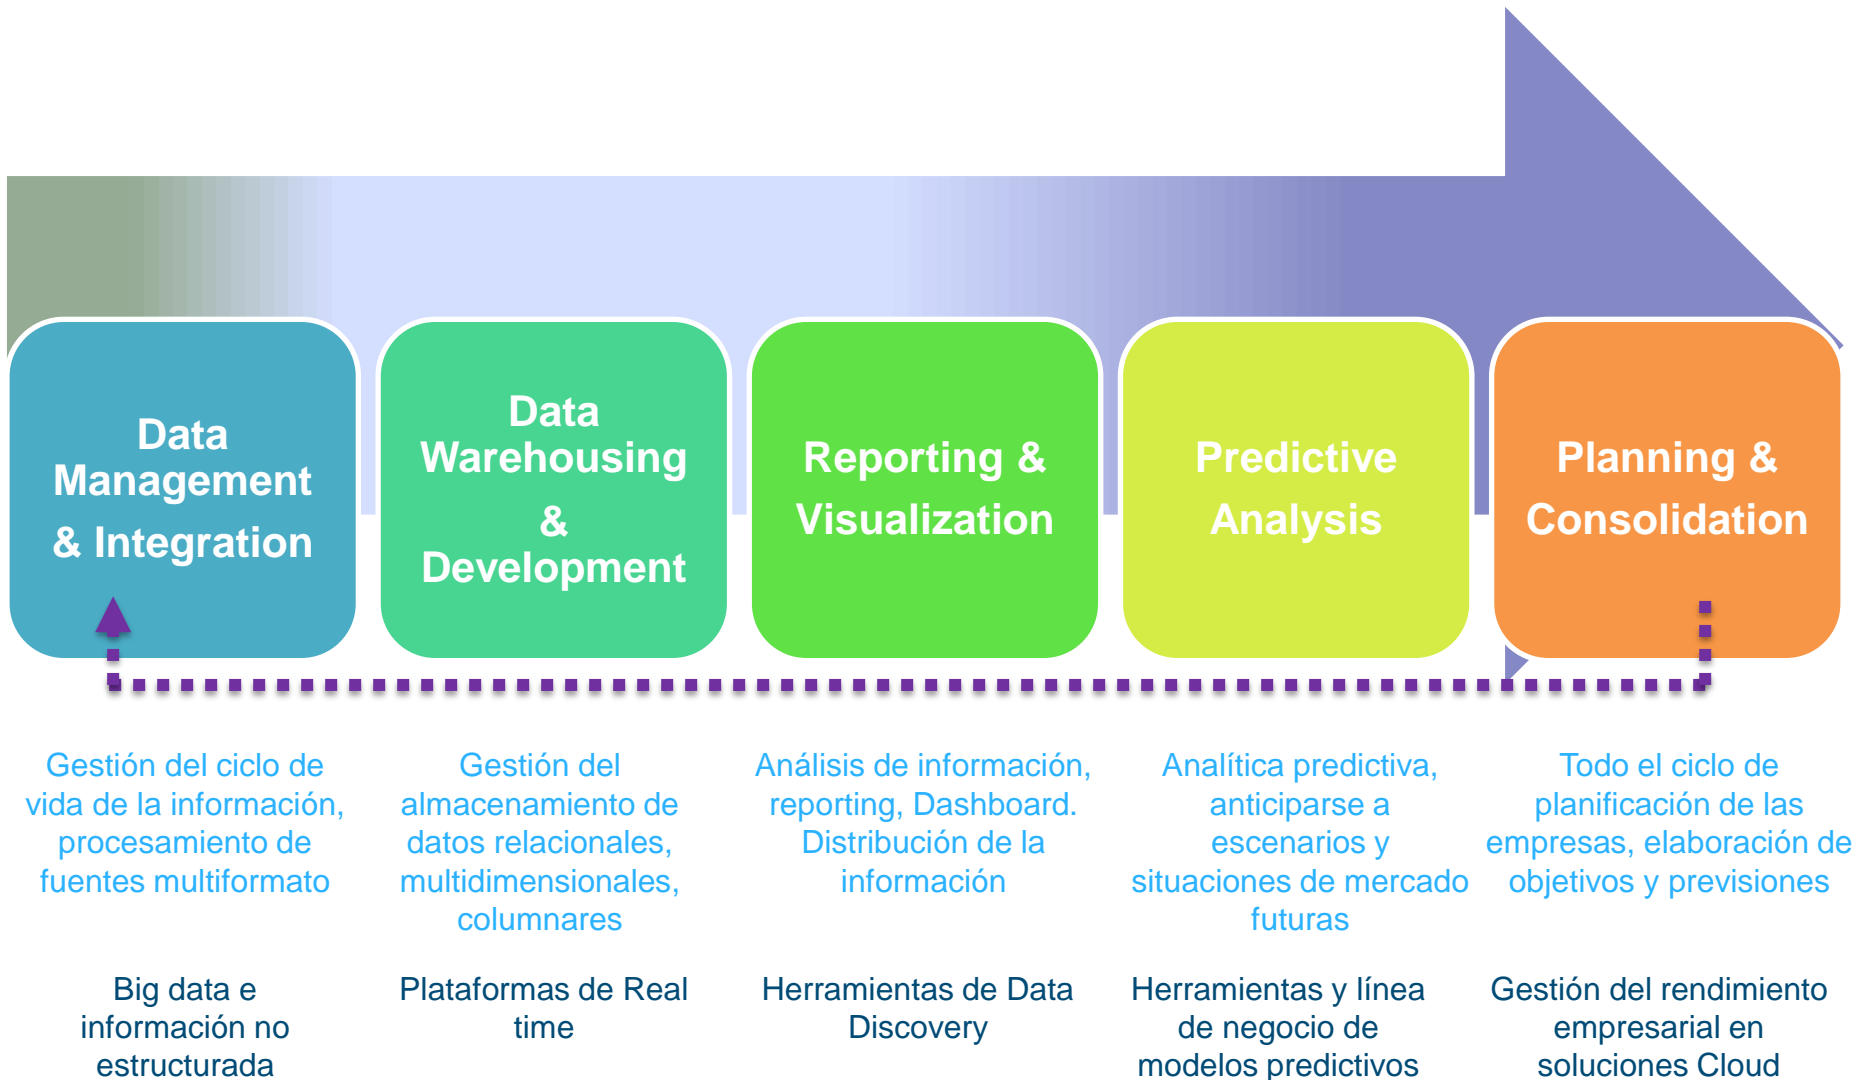 Data
Management
& Integration
Data
Warehousing
&
Development
Reporting &
Visualization
Predictive
Analysis
Planning &
Consolidation
Gestión del ciclo de
vida de la información,
procesamiento de
fuentes multiformato
Gestión del
almacenamiento de
datos relacionales,
multidimensionales,
columnares
Análisis de información,
reporting, Dashboard.
Distribución de la
información
Analítica predictiva,
anticiparse a
escenarios y
situaciones de mercado
futuras
Todo el ciclo de
planificación de las
empresas, elaboración de
objetivos y previsiones
Big data e
información no
estructurada
Plataformas de Real
time
Herramientas de Data
Discovery
Herramientas y línea
de negocio de
modelos predictivos
Gestión del rendimiento
empresarial en
soluciones Cloud